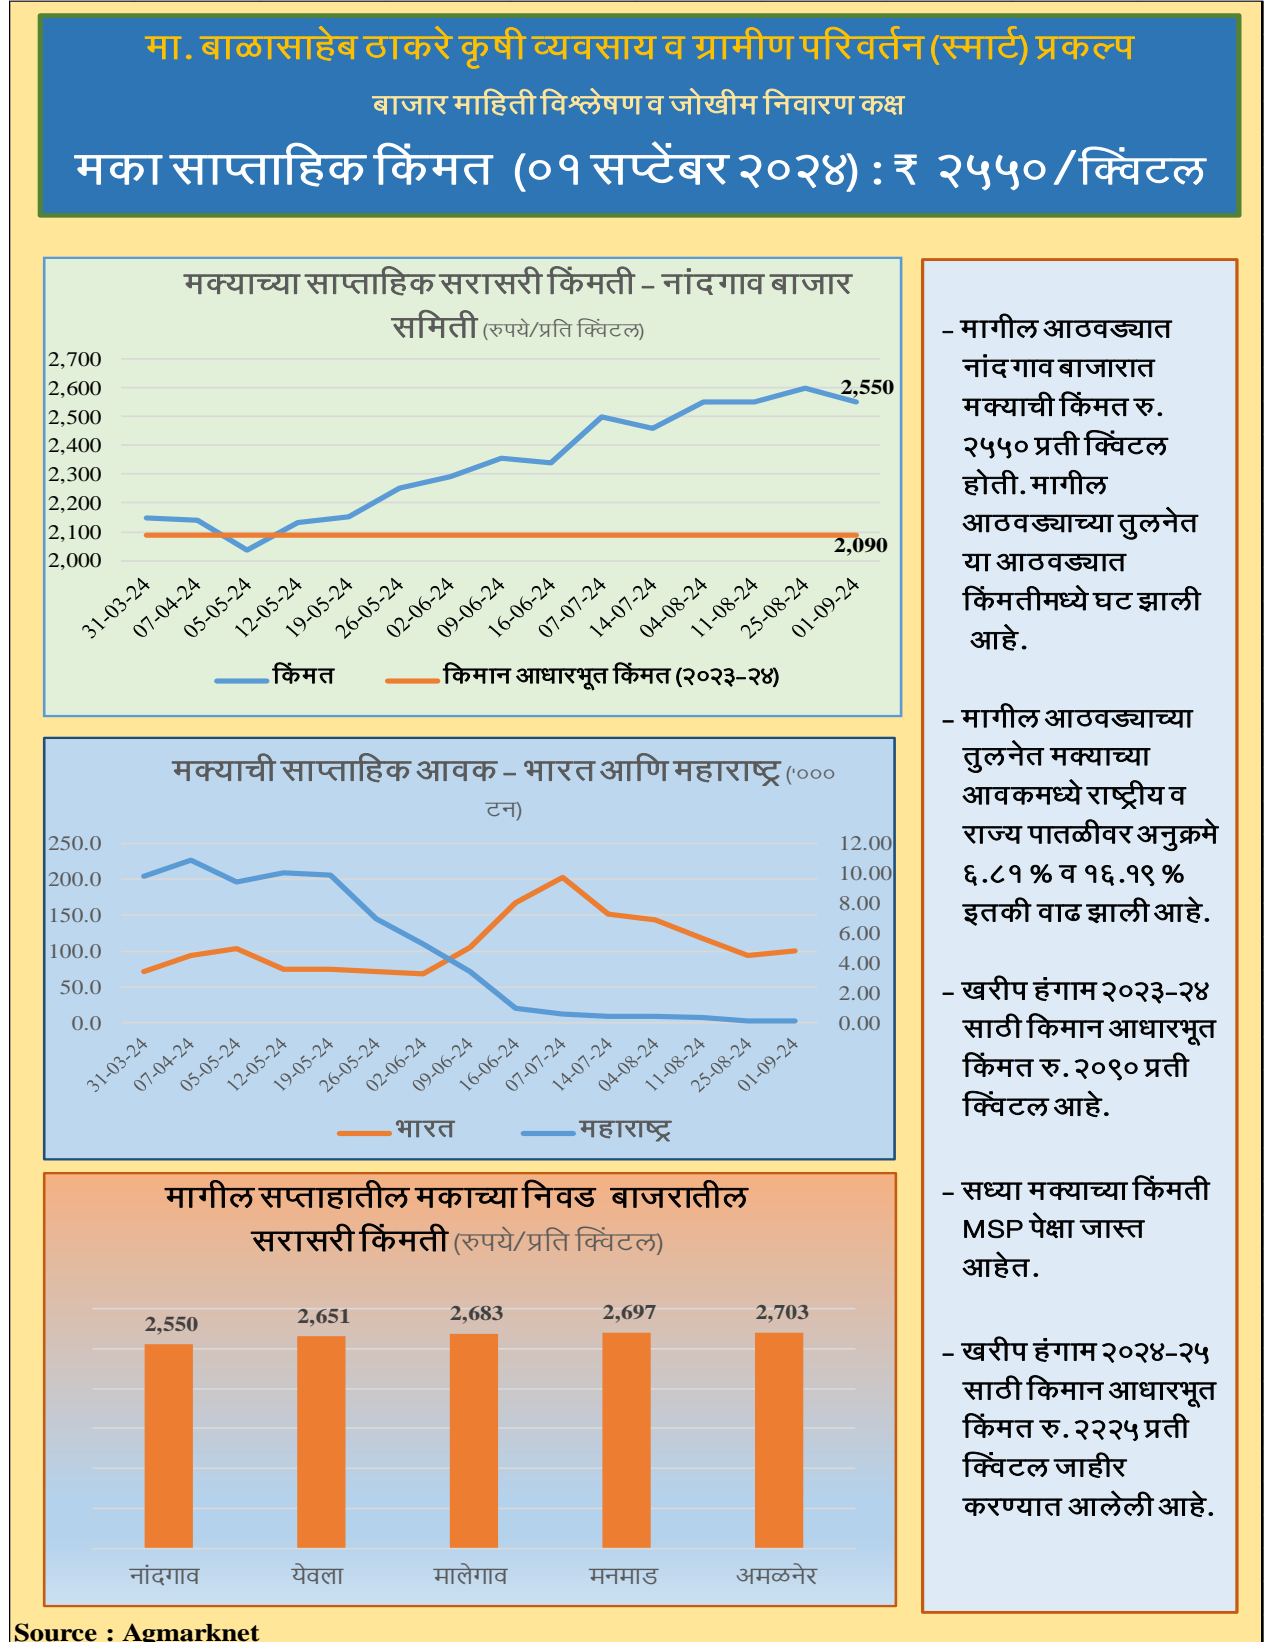 मा. बाळासाहेब ठाकरे कृषी व्यवसाय व ग्रामीण परिवर्तन (स्मार्ट) प्रकल्प
बाजार माहिती विश्लेषण व जोखीम निवारण कक्ष
मका साप्ताहिक किंमत (०१ सप्टेंबर २०२४) : ₹ २५५०/क्विंटल
मक्याच्या साप्ताहिक सरासरी किंमती – नांदगाव बाजार
समिती (रुपये/प्रति क्विंटल)
2,700
2,600
2,500
2,400
2,300
2,200
2,100
2,000
2,550
2,090
31-03-24
07-04-24
05-05-24
12-05-24
19-05-24
26-05-24
02-06-24
09-06-24
16-06-24
07-07-24
14-07-24
04-08-24
11-08-24
25-08-24
01-09-24
किंमत
किमान आधारभूत किंमत (२०२३–२४)
मक्याची साप्ताहिक आवक – भारत आणि महाराष्ट्र ('०००
टन)
250.0
200.0
150.0
100.0
50.0
0.0
12.00
10.00
8.00
6.00
4.00
2.00
0.00
31-03-24
07-04-24
05-05-24
12-05-24
19-05-24
26-05-24
02-06-24
09-06-24
16-06-24
07-07-24
14-07-24
04-08-24
11-08-24
25-08-24
01-09-24
भारत
महाराष्ट्र
मागील सप्ताहातील मकाच्या निवड बाजरातील
सरासरी किंमती (रुपये/प्रति क्विंटल)
2,550
2,651
2,683
2,697
2,703
नांदगाव
येवला
मालेगाव
मनमाड
अमळनेर
– मागील आठवड्यात
नांदगाव बाजारात
मक्याची किंमत रु.
२५५० प्रती क्विंटल
होती. मागील
आठवड्याच्या तुलनेत
या आठवड्यात
किंमतीमध्ये घट झाली
आहे.
– मागील आठवड्याच्या
तुलनेत मक्याच्या
आवकमध्ये राष्ट्रीय व
राज्य पातळीवर अनुक्रमे
६.८१ % व १६.१९ %
इतकी वाढ झाली आहे.
– खरीप हंगाम २०२३–२४
साठी किमान आधारभूत
किंमत रु. २०९० प्रती
क्विंटल आहे.
– सध्या मक्याच्या किंमती
MSP पेक्षा जास्त
आहेत.
– खरीप हंगाम २०२४–२५
साठी किमान आधारभूत
किंमत रु. २२२५ प्रती
क्विंटल जाहीर
करण्यात आलेली आहे.
Source : Agmarknet